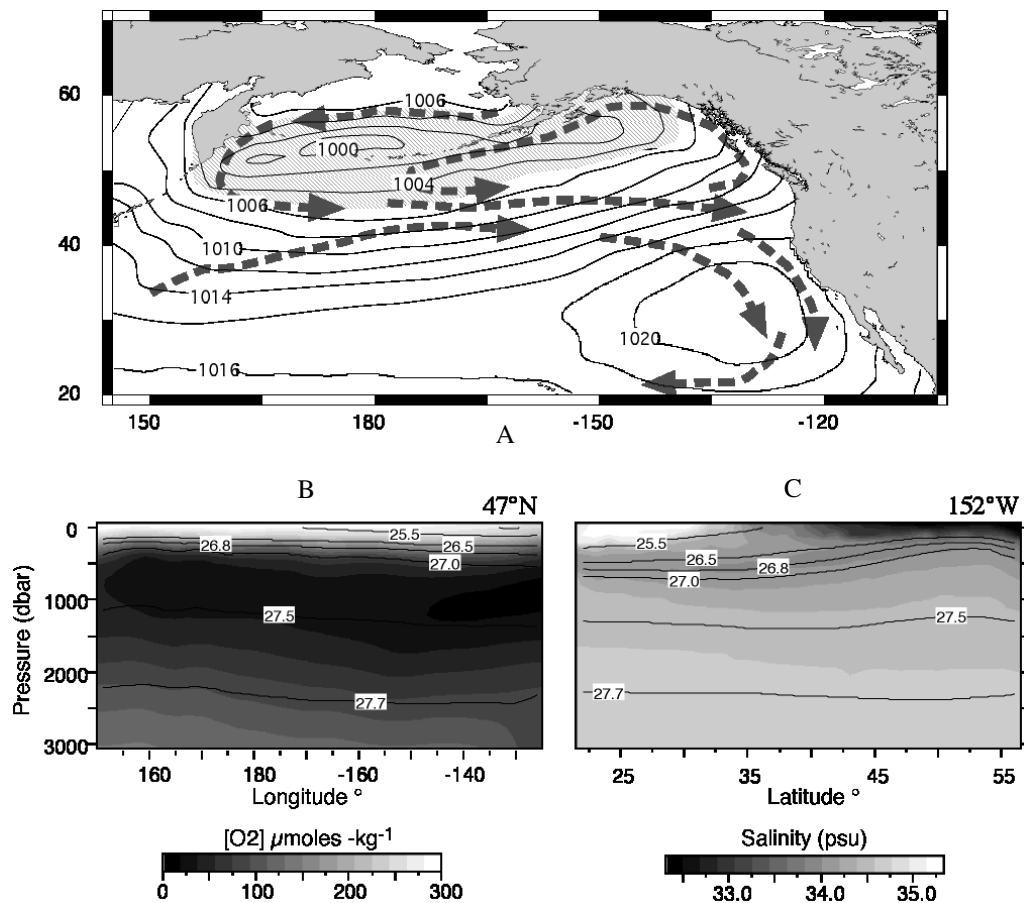 60
1006
1000
1004
1006
40
1010
1014
1020
1016
20
150 180 -150 -120
A
B 47°N
C 152°W
0
25.5
26.8
26.5
27.0
1000
27.5
2000
27.7
3000
Pressure (dbar)
160 180 -160 -140
Longitude °
25.5
26.5
26.8
27.0
27.5
27.7
25 35 45 55
Latitude °
[O2] µmoles -kg-1
0 100 200 300
Salinity (psu)
33.0 34.0 35.0